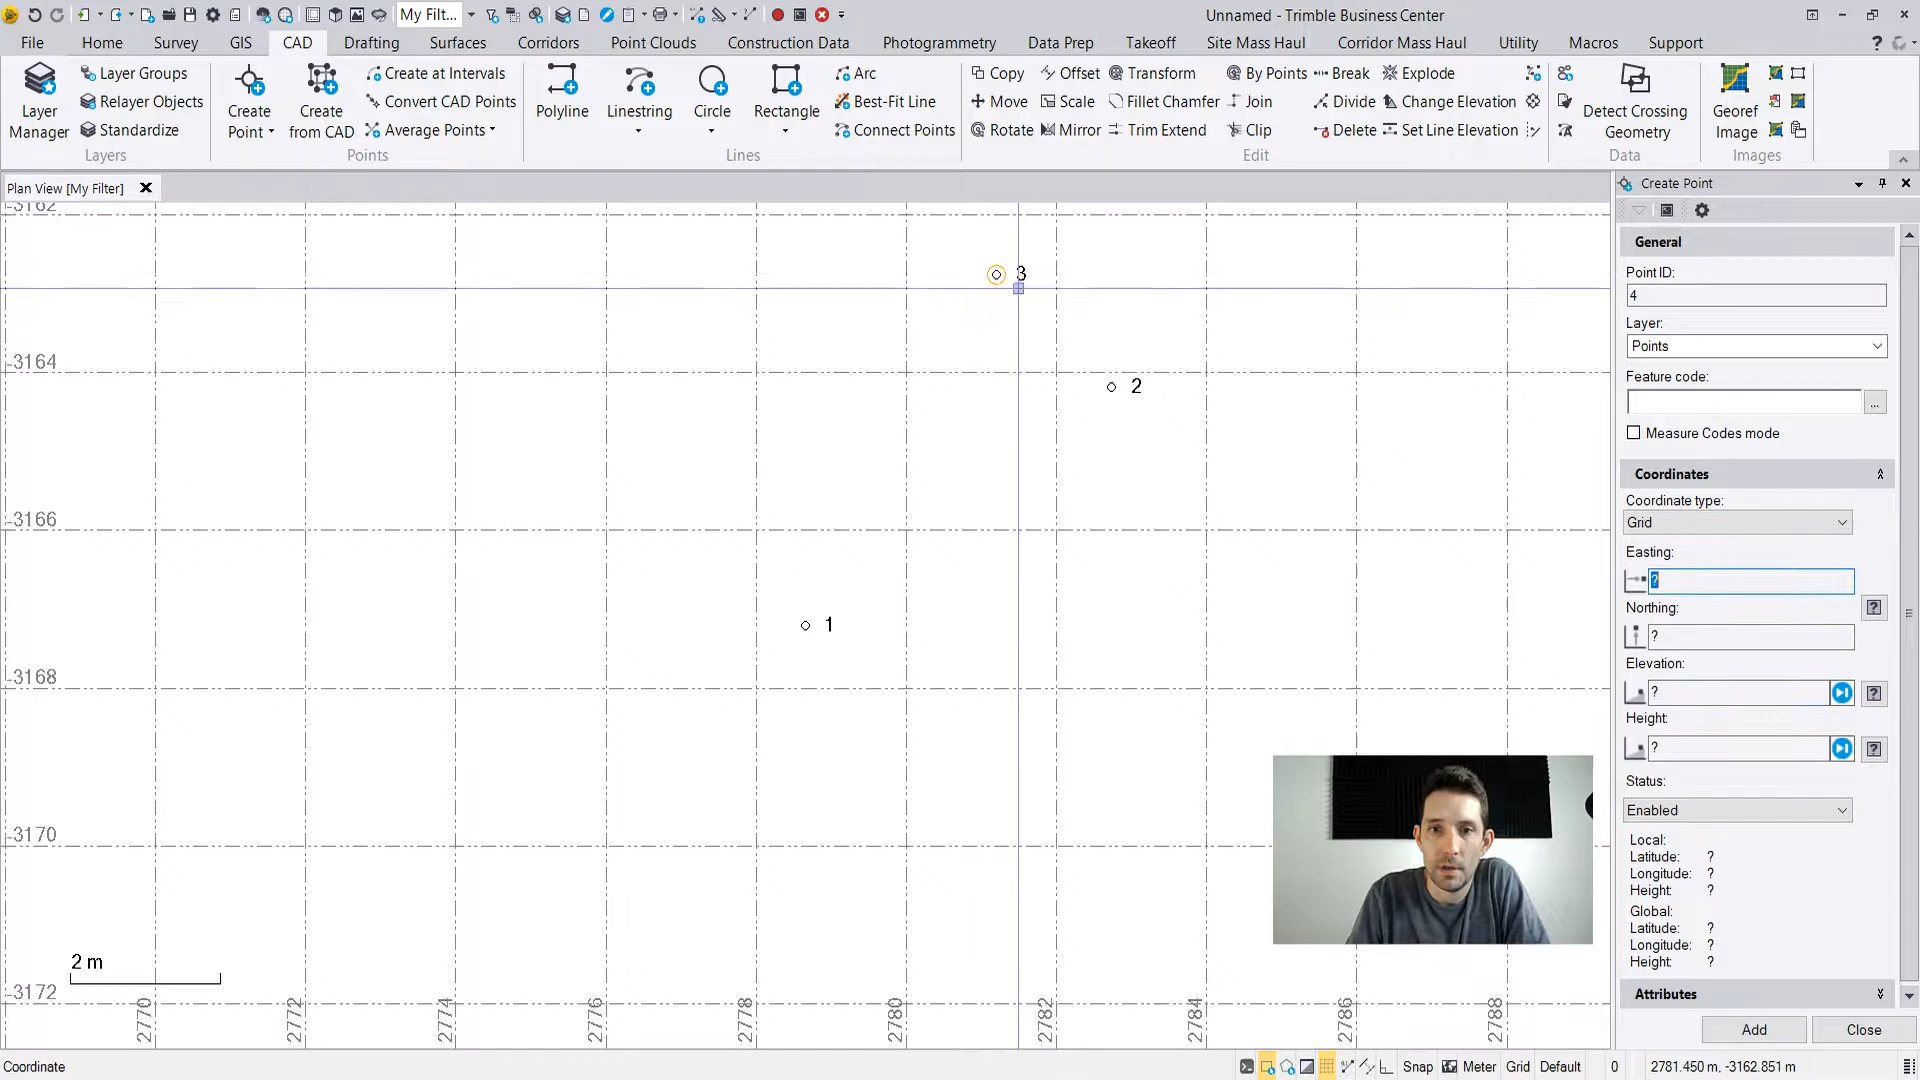 My Filt...
Unnamed - Trimble Business Center
File Home Survey GIS CAD Drafting Surfaces Corridors Point Clouds Construction Data Photogrammetry Data Prep Takeoff Site Mass Haul Corridor Mass Haul Utility Macros Support
Layer Manager
Layer Groups
Relayer Objects
Standardize
Layers
Create Point
Create from CAD
Create at Intervals
Convert CAD Points
Average Points
Points
Polyline
Linestring
Circle
Rectangle
Arc
Best-Fit Line
Connect Points
Lines
Copy Offset Transform By Points Break Explode
Move Scale Fillet Chamfer Join Divide Change Elevation
Rotate Mirror Trim Extend Clip Delete Set Line Elevation
Edit
Detect Crossing Geometry
Data
Georef Image
Images
Plan View [My Filter]
-3162
-3164
-3166
-3168
-3170
-3172
3
2
1
2 m
2770 2772 2774 2776 2778 2780 2782 2784 2786 2788
Create Point
General
Point ID:
4
Layer:
Points
Feature code:
...
Measure Codes mode
Coordinates
Coordinate type:
Grid
Easting:
?
Northing:
?
Elevation:
?
Height:
?
Status:
Enabled
Local:
Latitude: ?
Longitude: ?
Height: ?
Global:
Latitude: ?
Longitude: ?
Height: ?
Attributes
Add Close
Coordinate
Snap Meter Grid Default 0 2781.450 m, -3162.851 m